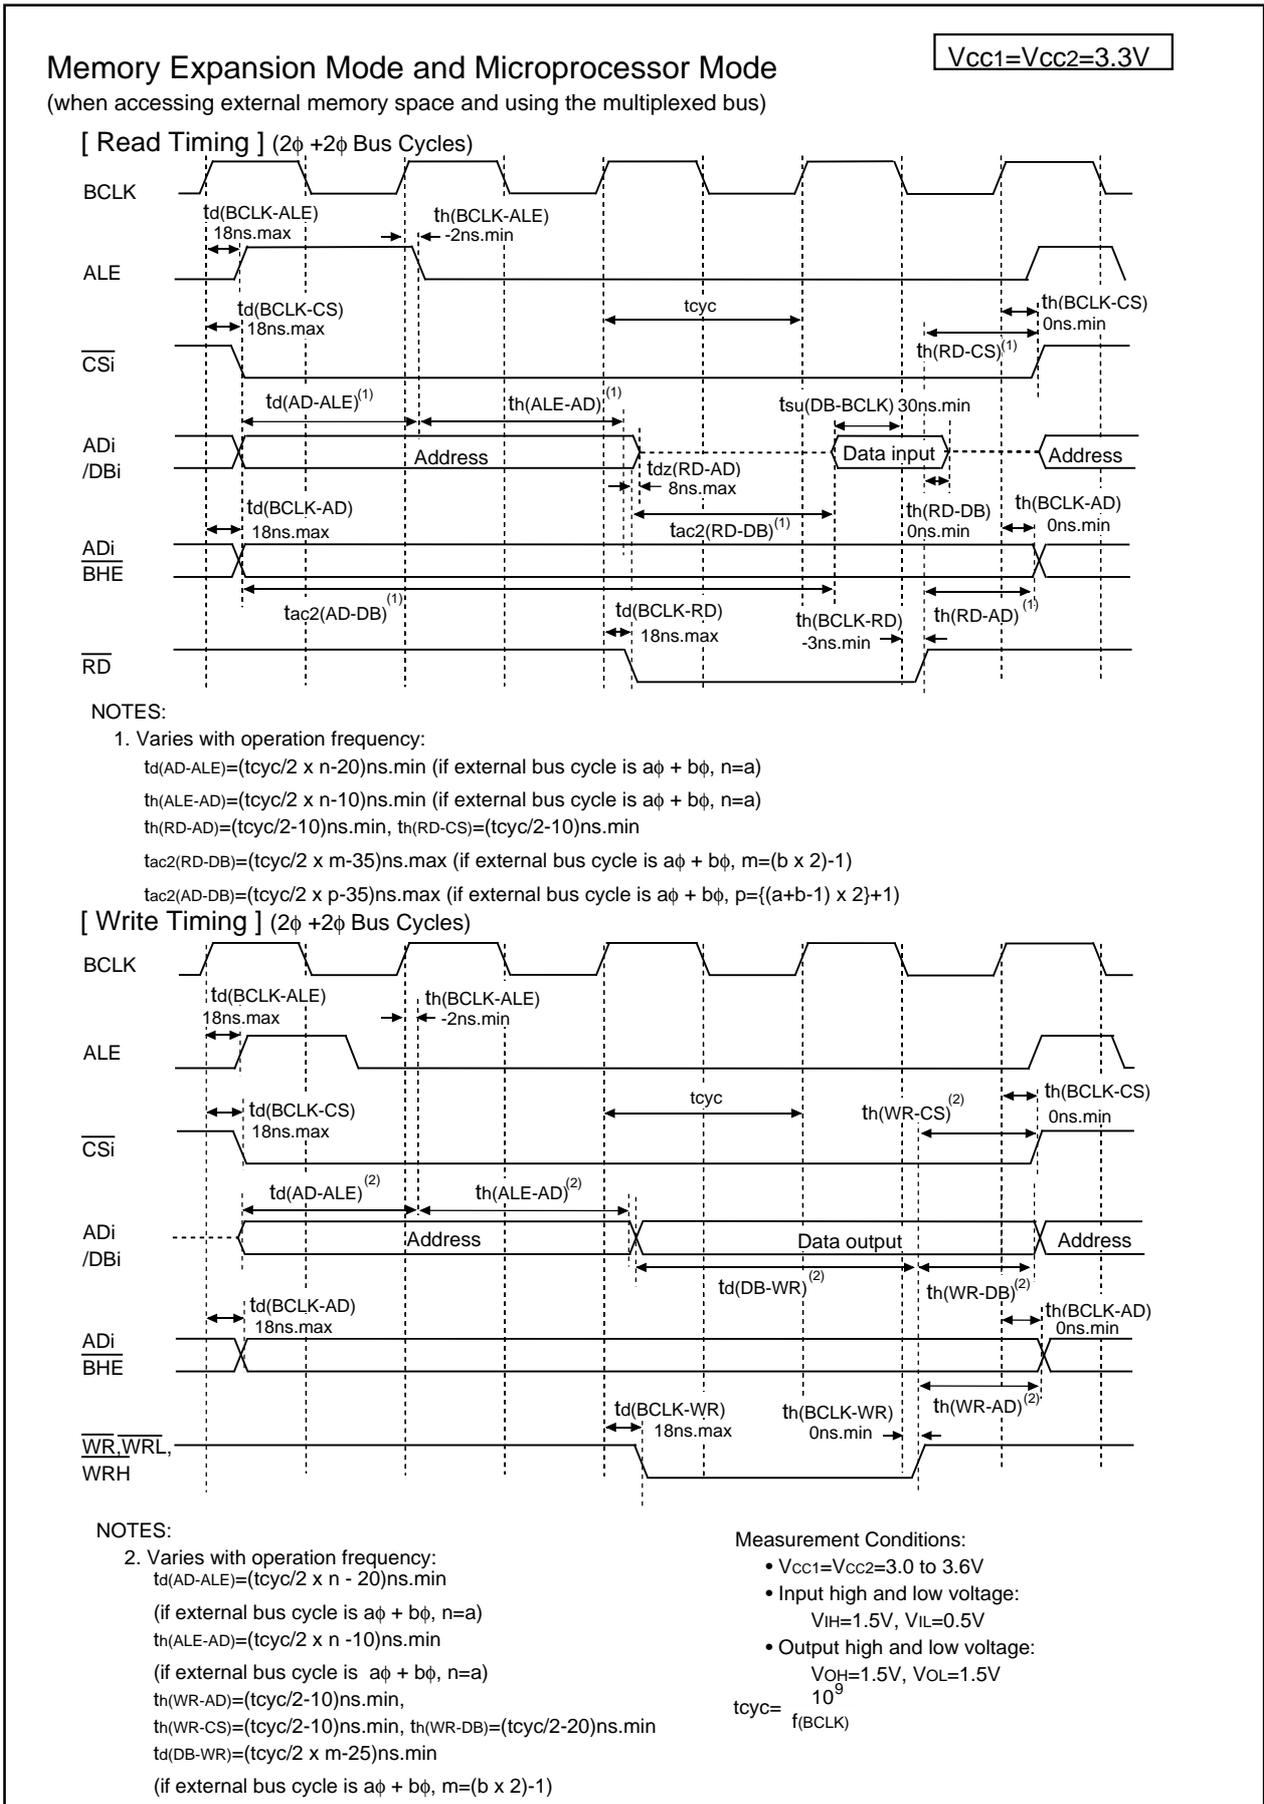 Vcc1=Vcc2=3.3V
Memory Expansion Mode and Microprocessor Mode
(when accessing external memory space and using the multiplexed bus)
[ Read Timing ] (2ϕ +2ϕ Bus Cycles)
BCLK
td(BCLK-ALE)
18ns.max
th(BCLK-ALE)
-2ns.min
ALE
td(BCLK-CS)
18ns.max
tcyc
th(BCLK-CS)
0ns.min
th(RD-CS)(1)
CSi
td(AD-ALE)(1)
th(ALE-AD)(1)
tsu(DB-BCLK) 30ns.min
ADi
/DBi
Address
Data input
Address
tdz(RD-AD)
8ns.max
td(BCLK-AD)
18ns.max
tac2(RD-DB)(1)
th(RD-DB)
0ns.min
th(BCLK-AD)
0ns.min
ADi
BHE
tac2(AD-DB)(1)
td(BCLK-RD)
18ns.max
th(BCLK-RD)
-3ns.min
th(RD-AD)(1)
RD
NOTES:
1. Varies with operation frequency:
td(AD-ALE)=(tcyc/2 x n-20)ns.min (if external bus cycle is aϕ + bϕ, n=a)
th(ALE-AD)=(tcyc/2 x n-10)ns.min (if external bus cycle is aϕ + bϕ, n=a)
th(RD-AD)=(tcyc/2-10)ns.min, th(RD-CS)=(tcyc/2-10)ns.min
tac2(RD-DB)=(tcyc/2 x m-35)ns.max (if external bus cycle is aϕ + bϕ, m=(b x 2)-1)
tac2(AD-DB)=(tcyc/2 x p-35)ns.max (if external bus cycle is aϕ + bϕ, p={(a+b-1) x 2}+1)
[ Write Timing ] (2ϕ +2ϕ Bus Cycles)
BCLK
td(BCLK-ALE)
18ns.max
th(BCLK-ALE)
-2ns.min
ALE
td(BCLK-CS)
18ns.max
tcyc
th(WR-CS)(2)
th(BCLK-CS)
0ns.min
CSi
td(AD-ALE)(2)
th(ALE-AD)(2)
ADi
/DBi
Address
Data output
Address
td(DB-WR)(2)
th(WR-DB)(2)
td(BCLK-AD)
18ns.max
th(BCLK-AD)
0ns.min
ADi
BHE
td(BCLK-WR)
18ns.max
th(BCLK-WR)
0ns.min
th(WR-AD)(2)
WR,WRL,
WRH
NOTES:
2. Varies with operation frequency:
td(AD-ALE)=(tcyc/2 x n - 20)ns.min
(if external bus cycle is aϕ + bϕ, n=a)
th(ALE-AD)=(tcyc/2 x n -10)ns.min
(if external bus cycle is aϕ + bϕ, n=a)
th(WR-AD)=(tcyc/2-10)ns.min,
th(WR-CS)=(tcyc/2-10)ns.min, th(WR-DB)=(tcyc/2-20)ns.min
td(DB-WR)=(tcyc/2 x m-25)ns.min
(if external bus cycle is aϕ + bϕ, m=(b x 2)-1)
Measurement Conditions:
• VCC1=VCC2=3.0 to 3.6V
• Input high and low voltage:
VIH=1.5V, VIL=0.5V
• Output high and low voltage:
VOH=1.5V, VOL=1.5V
tcyc= 10⁹
f(BCLK)